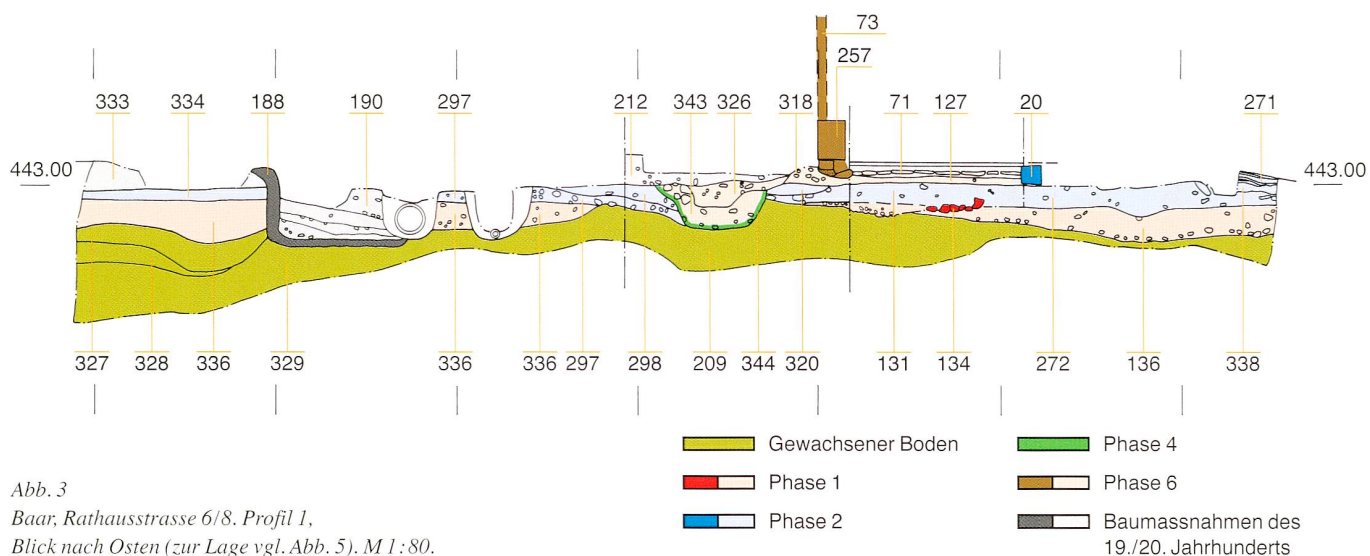 73
257
333 334 188 190 297 212 343 326 318 71 127 20 271
443.00 443.00
327 328 336 329 336 336 297 298 209 344 320 131 134 272 136 338
Gewachsener Boden
Phase 1
Phase 2
Phase 4
Phase 6
Baumassnahmen des
19./20. Jahrhunderts
Abb. 3
Baar, Rathausstrasse 6/8. Profil 1,
Blick nach Osten (zur Lage vgl. Abb. 5). M 1:80.